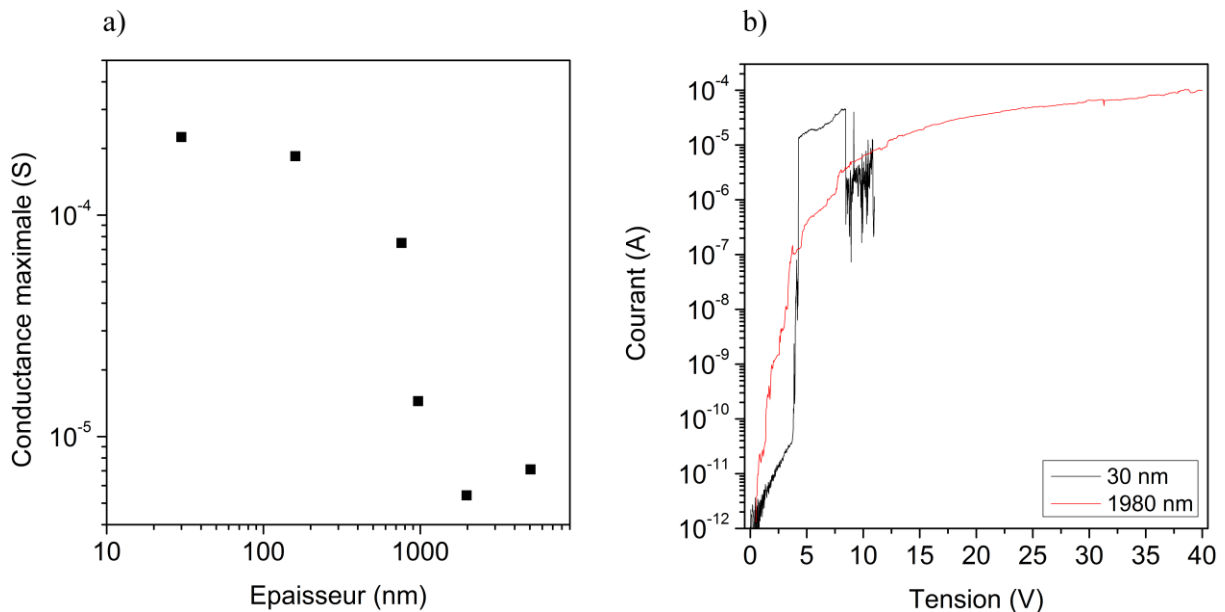 a)
Conductance maximale (S)
10⁻⁴
10⁻⁵
10
100
1000
Epaisseur (nm)
b)
Courant (A)
10⁻⁴
10⁻⁵
10⁻⁶
10⁻⁷
10⁻⁸
10⁻⁹
10⁻¹⁰
10⁻¹¹
10⁻¹²
0
5
10
15
20
25
30
35
40
Tension (V)
30 nm
1980 nm